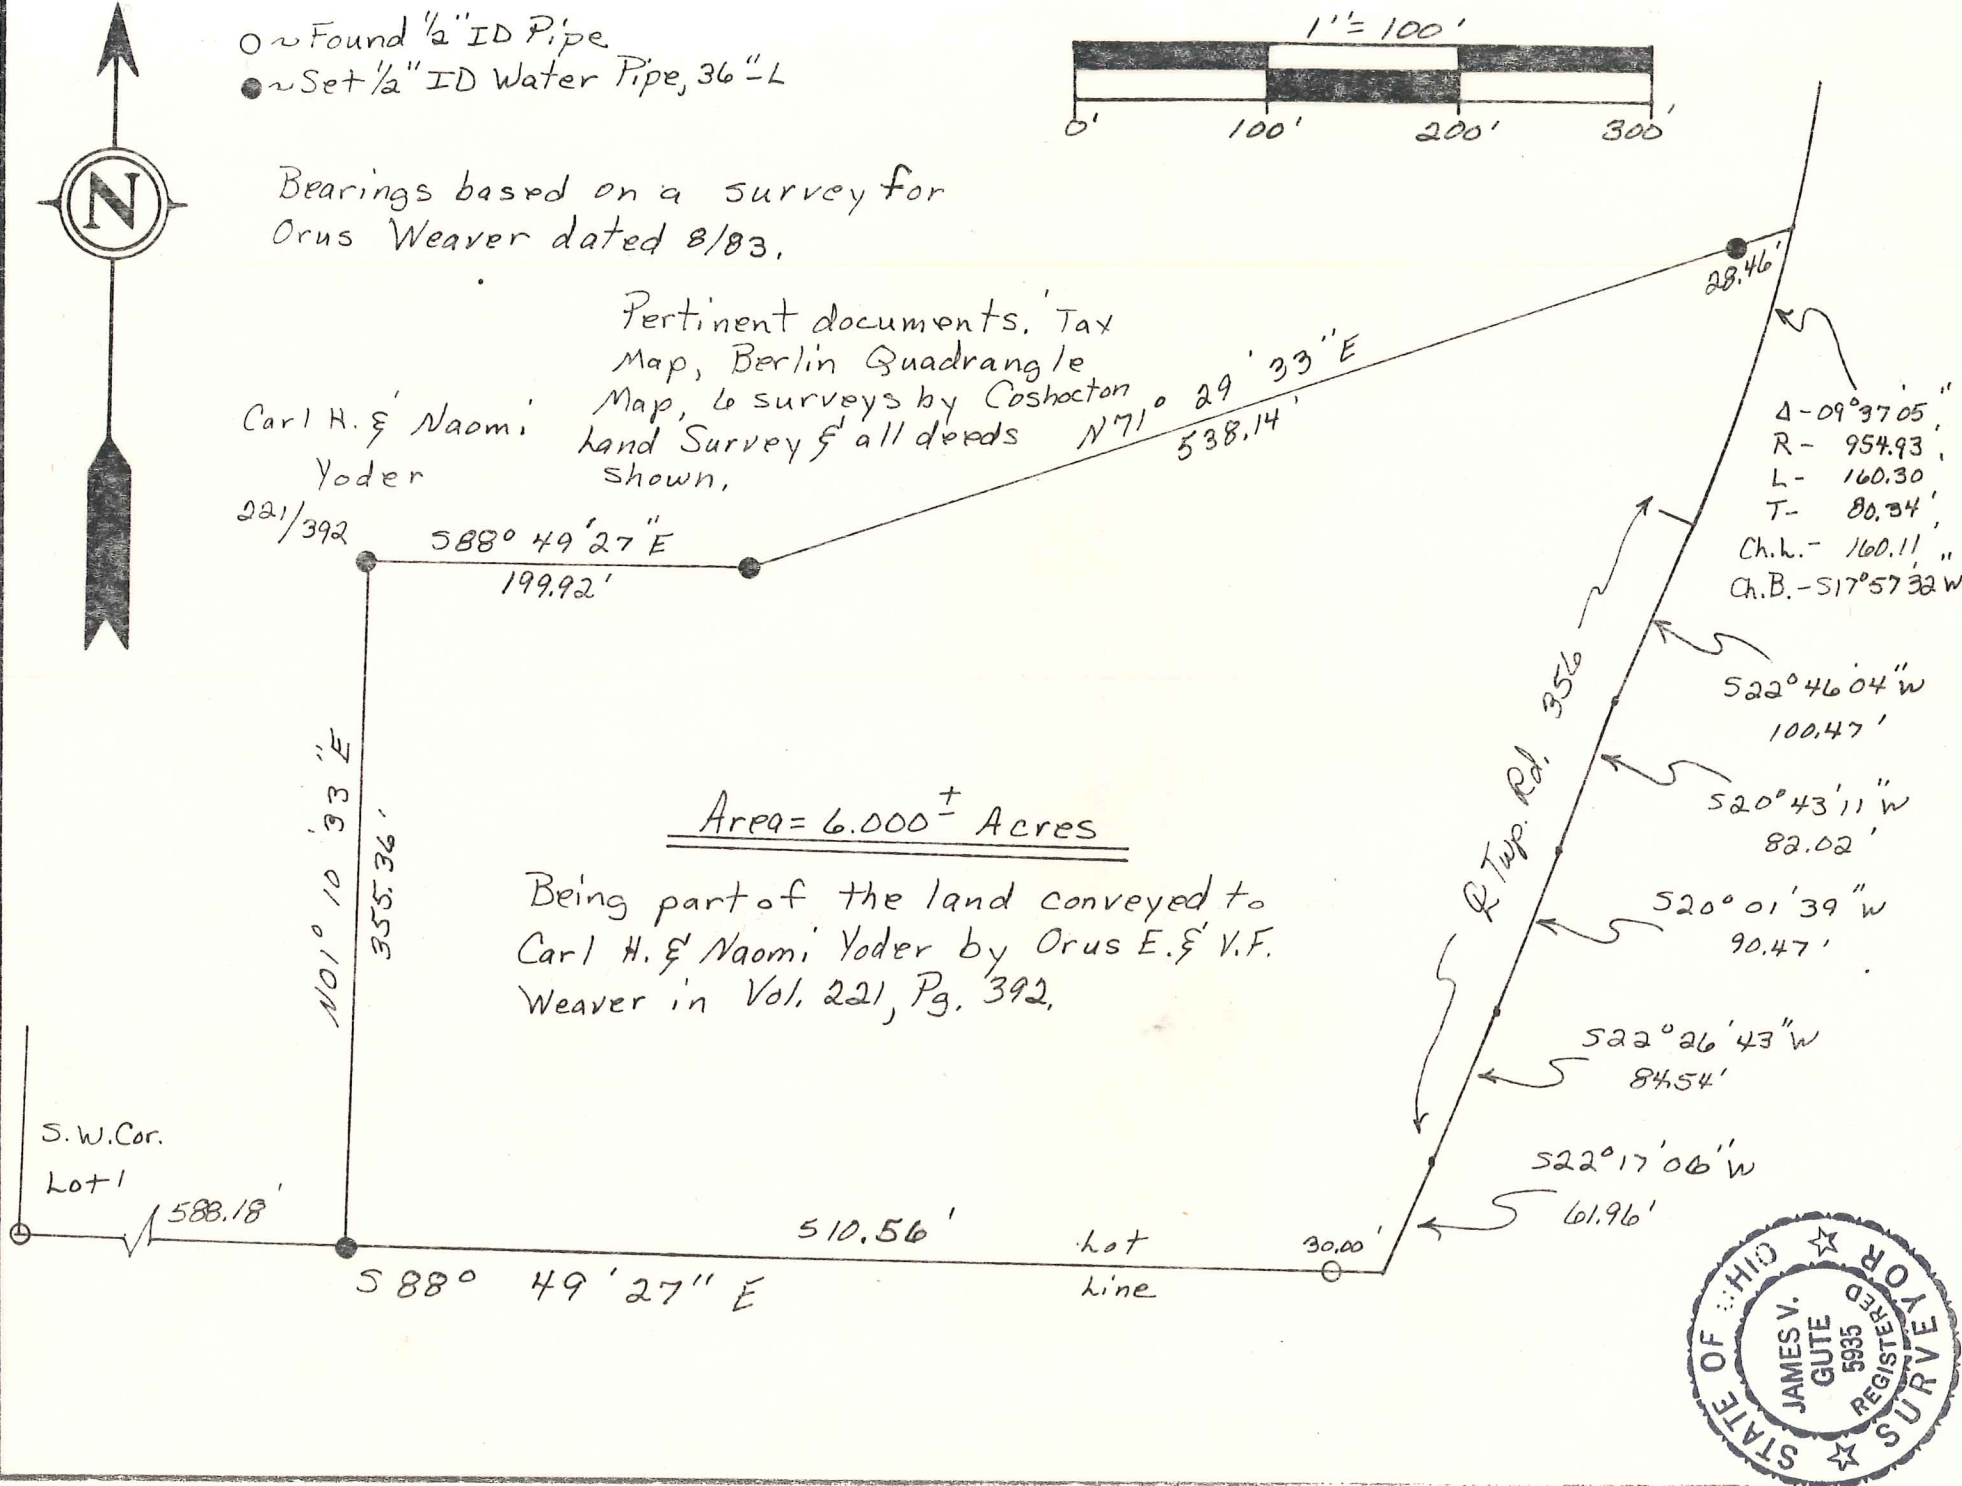 N
O ~ Found 1/2" ID Pipe
● ~ Set 1/2" ID Water Pipe, 36"-L
1" = 100'
0' 100' 200' 300'
Bearings based on a survey for
Orus Weaver dated 8/83.
Pertinent documents. Tax
Map, Berlin Quadrangle
Map, 6 surveys by Coshocton
Land Survey & all deeds
shown.
Carl H. & Naomi
Yoder
221/392
S88° 49' 27" E
199.92'
N71° 29' 33" E
538.14'
28.46'
Δ - 09°37'05"
R - 954.93'
L - 160.30'
T - 80.34'
Ch.L. - 160.11'
Ch.B. - S17°57'32"W
S22°46'04"W
100.47'
S20°43'11"W
82.02'
S20°01'39"W
90.47'
S22°26'43"W
84.54'
S22°17'06"W
61.96'
℄ Twp. Rd. 356
N01° 10' 33" E
355.36'
Area = 6.000± Acres
Being part of the land conveyed to
Carl H. & Naomi Yoder by Orus E. & V.F.
Weaver in Vol. 221, Pg. 392.
S.W. Cor.
Lot 1
588.18'
510.56'
Lot
Line
30.00'
S 88° 49' 27" E
STATE OF OHIO
JAMES V.
GUTE
5935
REGISTERED
SURVEYOR